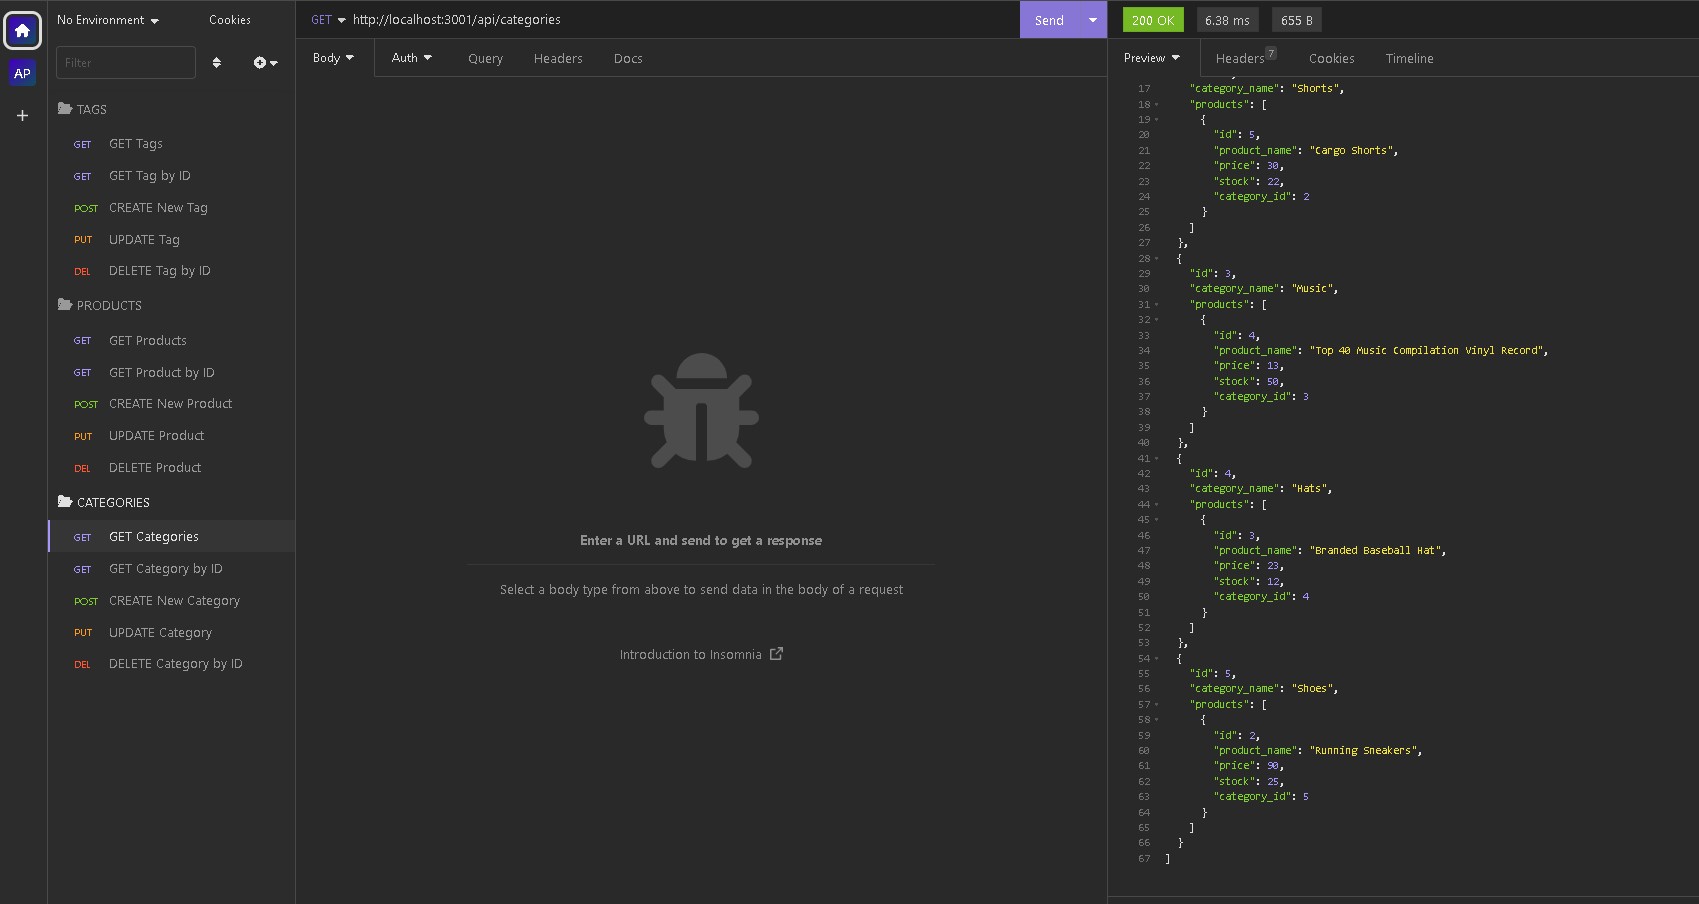 No Environment
Cookies
GET http://localhost:3001/api/categories
Send
200 OK
6.38 ms
655 B
AP
Filter
Body
Auth
Query
Headers
Docs
Preview
Headers 7
Cookies
Timeline
TAGS
GET GET Tags
GET GET Tag by ID
POST CREATE New Tag
PUT UPDATE Tag
DEL DELETE Tag by ID
PRODUCTS
GET GET Products
GET GET Product by ID
POST CREATE New Product
PUT UPDATE Product
DEL DELETE Product
CATEGORIES
GET GET Categories
GET GET Category by ID
POST CREATE New Category
PUT UPDATE Category
DEL DELETE Category by ID
Enter a URL and send to get a response
Select a body type from above to send data in the body of a request
Introduction to Insomnia
17 "category_name": "Shorts",
18 "products": [
19 {
20 "id": 5,
21 "product_name": "Cargo Shorts",
22 "price": 30,
23 "stock": 22,
24 "category_id": 2
25 }
26 ]
27 },
28 {
29 "id": 3,
30 "category_name": "Music",
31 "products": [
32 {
33 "id": 4,
34 "product_name": "Top 40 Music Compilation Vinyl Record",
35 "price": 13,
36 "stock": 50,
37 "category_id": 3
38 }
39 ]
40 },
41 {
42 "id": 4,
43 "category_name": "Hats",
44 "products": [
45 {
46 "id": 3,
47 "product_name": "Branded Baseball Hat",
48 "price": 23,
49 "stock": 12,
50 "category_id": 4
51 }
52 ]
53 },
54 {
55 "id": 5,
56 "category_name": "Shoes",
57 "products": [
58 {
59 "id": 2,
60 "product_name": "Running Sneakers",
61 "price": 90,
62 "stock": 25,
63 "category_id": 5
64 }
65 ]
66 }
67 ]